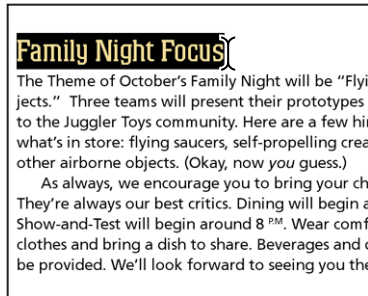 Family Night Focus
The Theme of October's Family Night will be “Flyi
jects.” Three teams will present their prototypes
to the Juggler Toys community. Here are a few hi
what's in store: flying saucers, self-propelling crea
other airborne objects. (Okay, now you guess.)
As always, we encourage you to bring your ch
They're always our best critics. Dining will begin a
Show-and-Test will begin around 8 P.M. Wear comf
clothes and bring a dish to share. Beverages and
be provided. We'll look forward to seeing you the